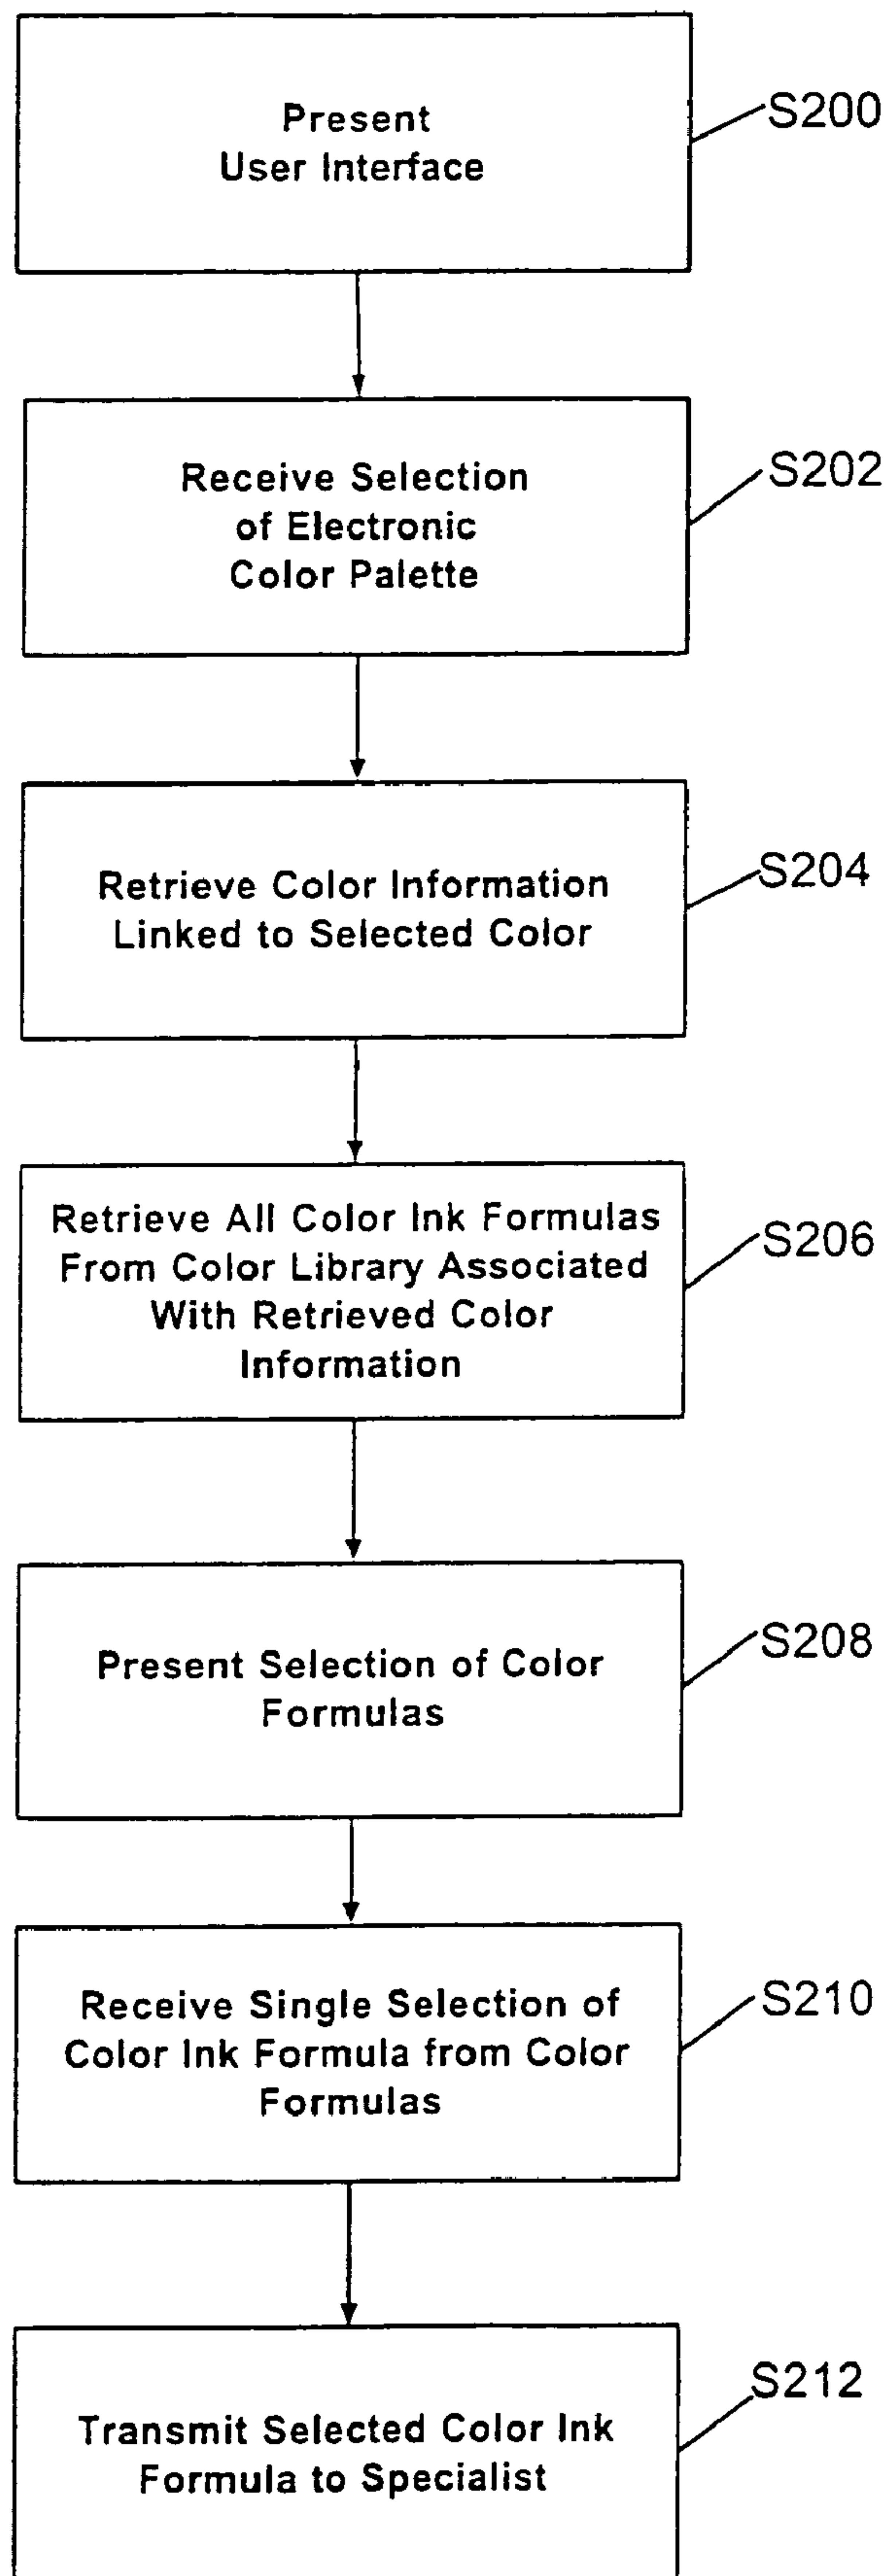 Present
User Interface
S200
Receive Selection
of Electronic
Color Palette
S202
Retrieve Color Information
Linked to Selected Color
S204
Retrieve All Color Ink Formulas
From Color Library Associated
With Retrieved Color
Information
S206
Present Selection of Color
Formulas
S208
Receive Single Selection of
Color Ink Formula from Color
Formulas
S210
Transmit Selected Color Ink
Formula to Specialist
S212